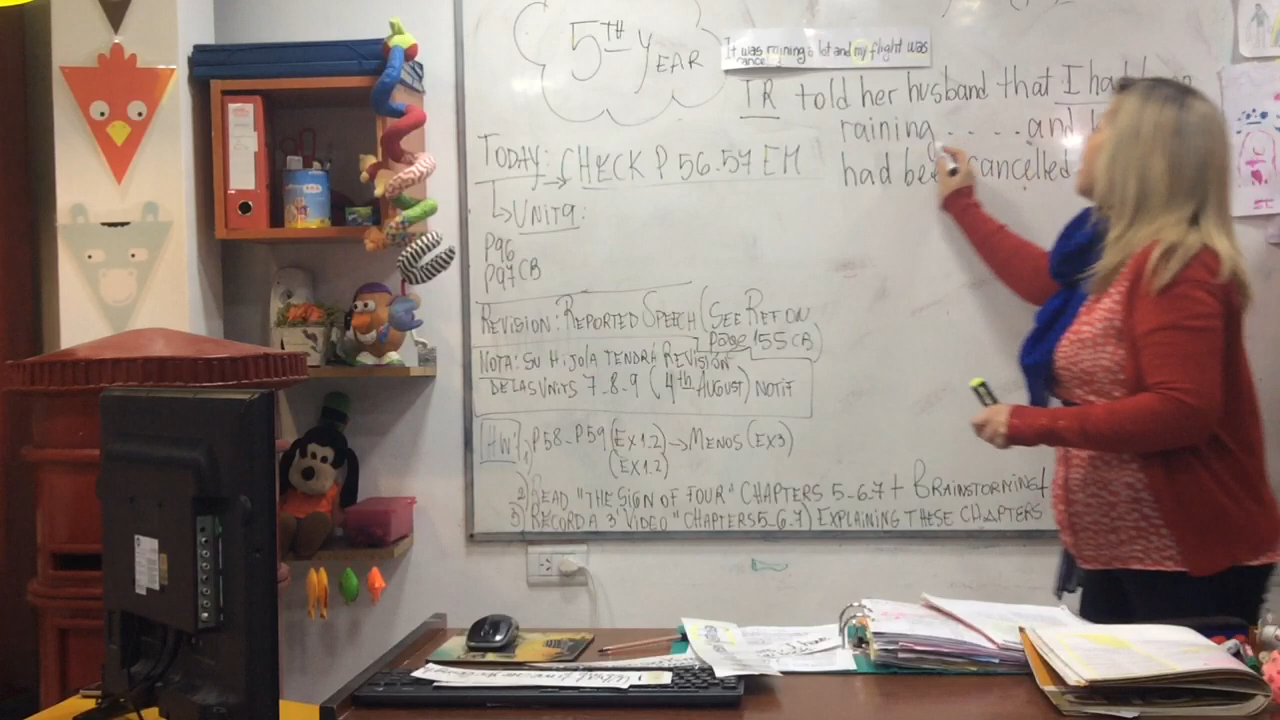 5TH YEAR
It was raining a lot and my flight was
TR told her husband that I had been
raining . . . . . and
had been cancelled
TODAY: → CHECK P 56.57 EM
UNIT 9:
P96
P97 CB
REVISION: REPORTED SPEECH (SEE REF ON
page 155 CB)
NOTA: SU HIJO/A TENDRÁ REVISIÓN
DE LAS UNITS 7-8-9 (4th AUGUST) NOTIF
HW: 1) P58-P59 (EX 1.2) → MENOS (EX3)
(EX 1.2)
2) READ "THE SIGN OF FOUR" CHAPTERS 5-6-7 + BRAINSTORMING
3) RECORD A 3' VIDEO" CHAPTERS 5-6-7) EXPLAINING THESE CHAPTERS